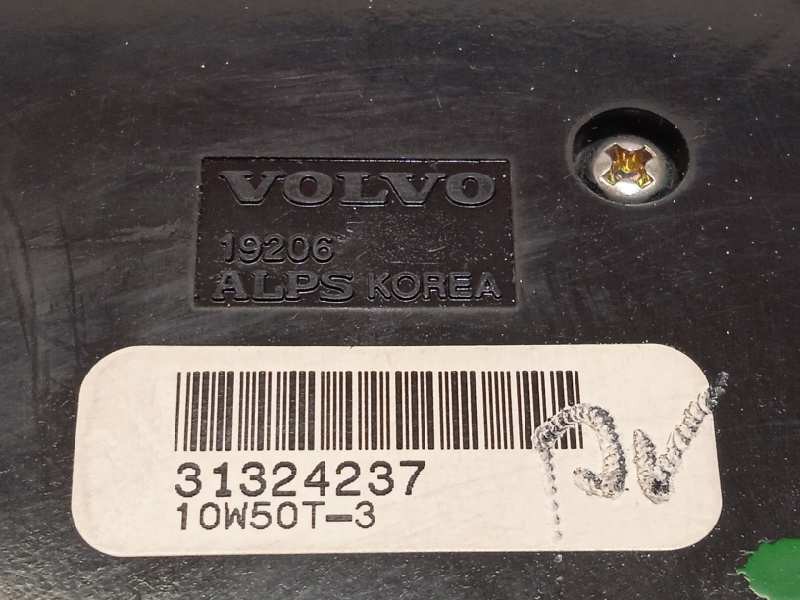 VOLVO
19206
ALPS KOREA
31324237
10W50T-3